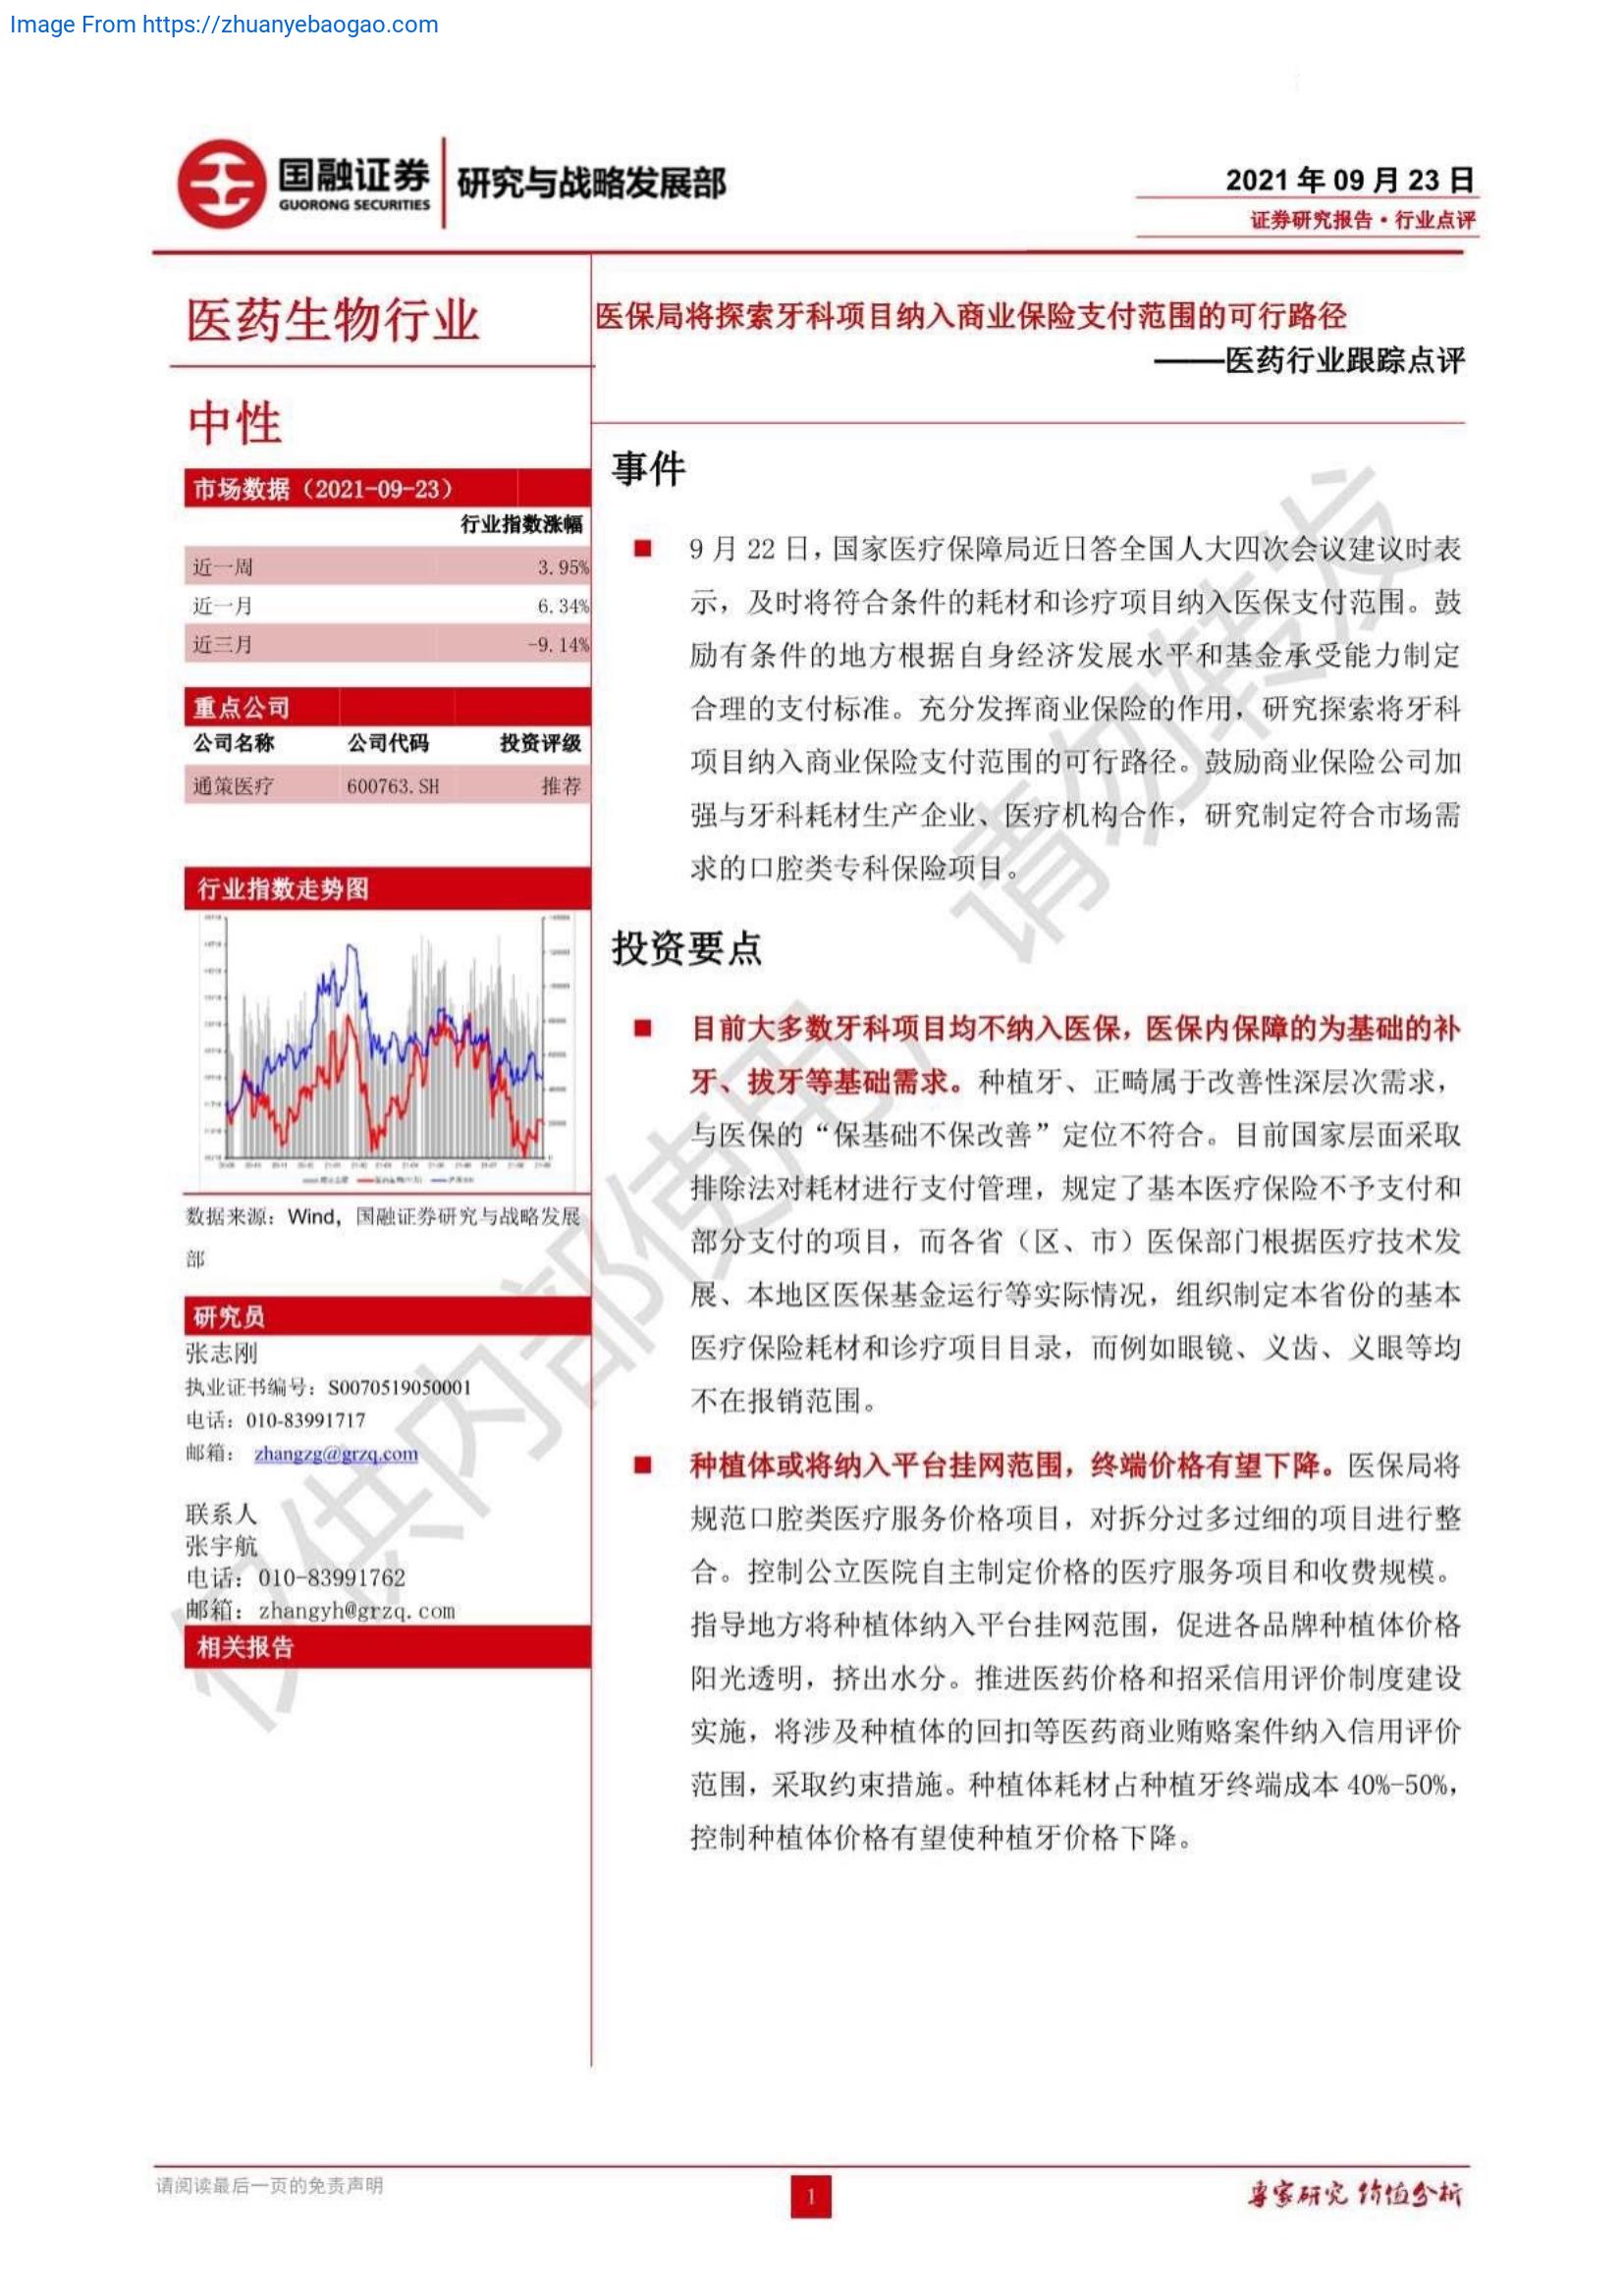 Image From https://zhuanyebaogao.com
国融证券
GUORONG SECURITIES
研究与战略发展部
2021 年 09 月 23 日
证券研究报告·行业点评
医药生物行业
中性
市场数据（2021-09-23）
行业指数涨幅
近一周 3.95%
近一月 6.34%
近三月 -9.14%
重点公司
公司名称 公司代码 投资评级
通策医疗 600763.SH 推荐
行业指数走势图
数据来源：Wind，国融证券研究与战略发展
部
研究员
张志刚
执业证书编号：S0070519050001
电话：010-83991717
邮箱： zhangzg@grzq.com
联系人
张宇航
电话：010-83991762
邮箱：zhangyh@grzq.com
相关报告
医保局将探索牙科项目纳入商业保险支付范围的可行路径
——医药行业跟踪点评
事件
■ 9 月 22 日，国家医疗保障局近日答全国人大四次会议建议时表
示，及时将符合条件的耗材和诊疗项目纳入医保支付范围。鼓
励有条件的地方根据自身经济发展水平和基金承受能力制定
合理的支付标准。充分发挥商业保险的作用，研究探索将牙科
项目纳入商业保险支付范围的可行路径。鼓励商业保险公司加
强与牙科耗材生产企业、医疗机构合作，研究制定符合市场需
求的口腔类专科保险项目。
投资要点
■ 目前大多数牙科项目均不纳入医保，医保内保障的为基础的补
牙、拔牙等基础需求。种植牙、正畸属于改善性深层次需求，
与医保的“保基础不保改善”定位不符合。目前国家层面采取
排除法对耗材进行支付管理，规定了基本医疗保险不予支付和
部分支付的项目，而各省（区、市）医保部门根据医疗技术发
展、本地区医保基金运行等实际情况，组织制定本省份的基本
医疗保险耗材和诊疗项目目录，而例如眼镜、义齿、义眼等均
不在报销范围。
■ 种植体或将纳入平台挂网范围，终端价格有望下降。医保局将
规范口腔类医疗服务价格项目，对拆分过多过细的项目进行整
合。控制公立医院自主制定价格的医疗服务项目和收费规模。
指导地方将种植体纳入平台挂网范围，促进各品牌种植体价格
阳光透明，挤出水分。推进医药价格和招采信用评价制度建设
实施，将涉及种植体的回扣等医药商业贿赂案件纳入信用评价
范围，采取约束措施。种植体耗材占种植牙终端成本 40%-50%，
控制种植体价格有望使种植牙价格下降。
仅供内部使用，请勿转发
请阅读最后一页的免责声明
1
专家研究 价值分析